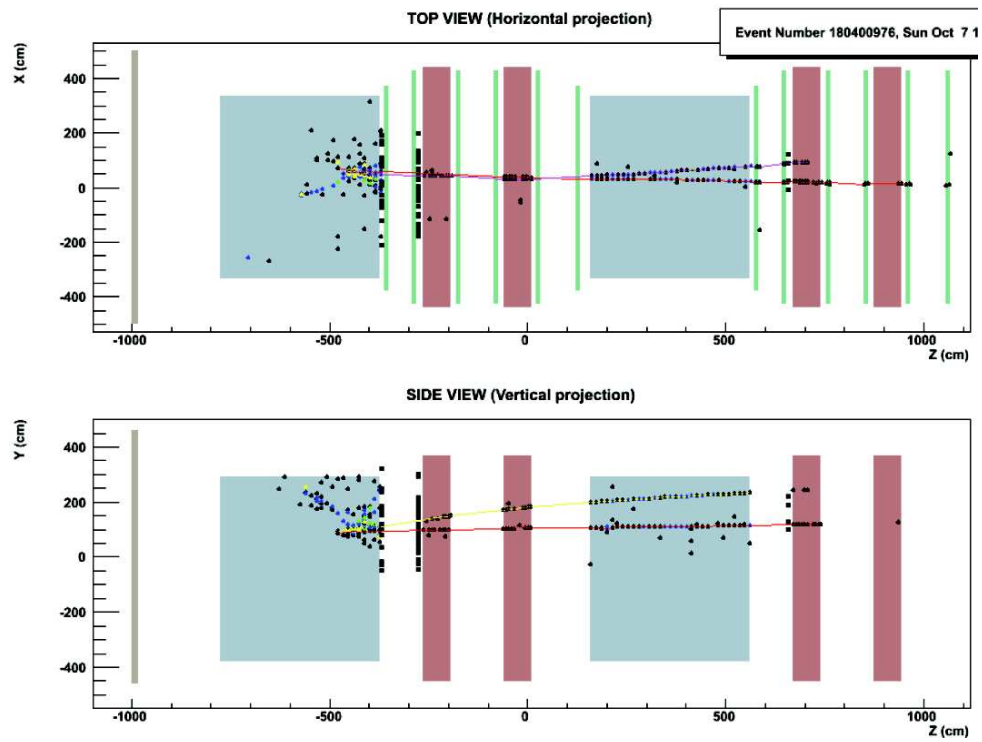 TOP VIEW (Horizontal projection)
Event Number 180400976, Sun Oct 7 1
X (cm)
400
200
0
-200
-400
-1000
-500
0
500
1000
Z (cm)
SIDE VIEW (Vertical projection)
Y (cm)
400
200
0
-200
-400
-1000
-500
0
500
1000
Z (cm)